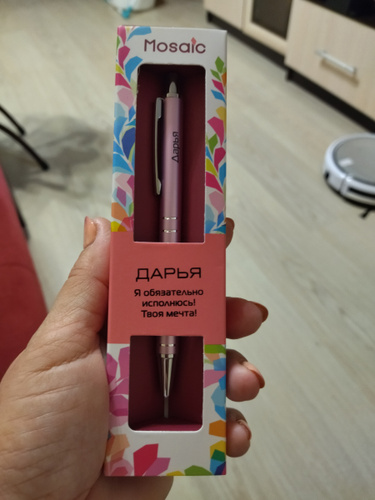 Mosaic
Дарья
ДАРЬЯ
Я обязательно
исполнюсь!
Твоя мечта!